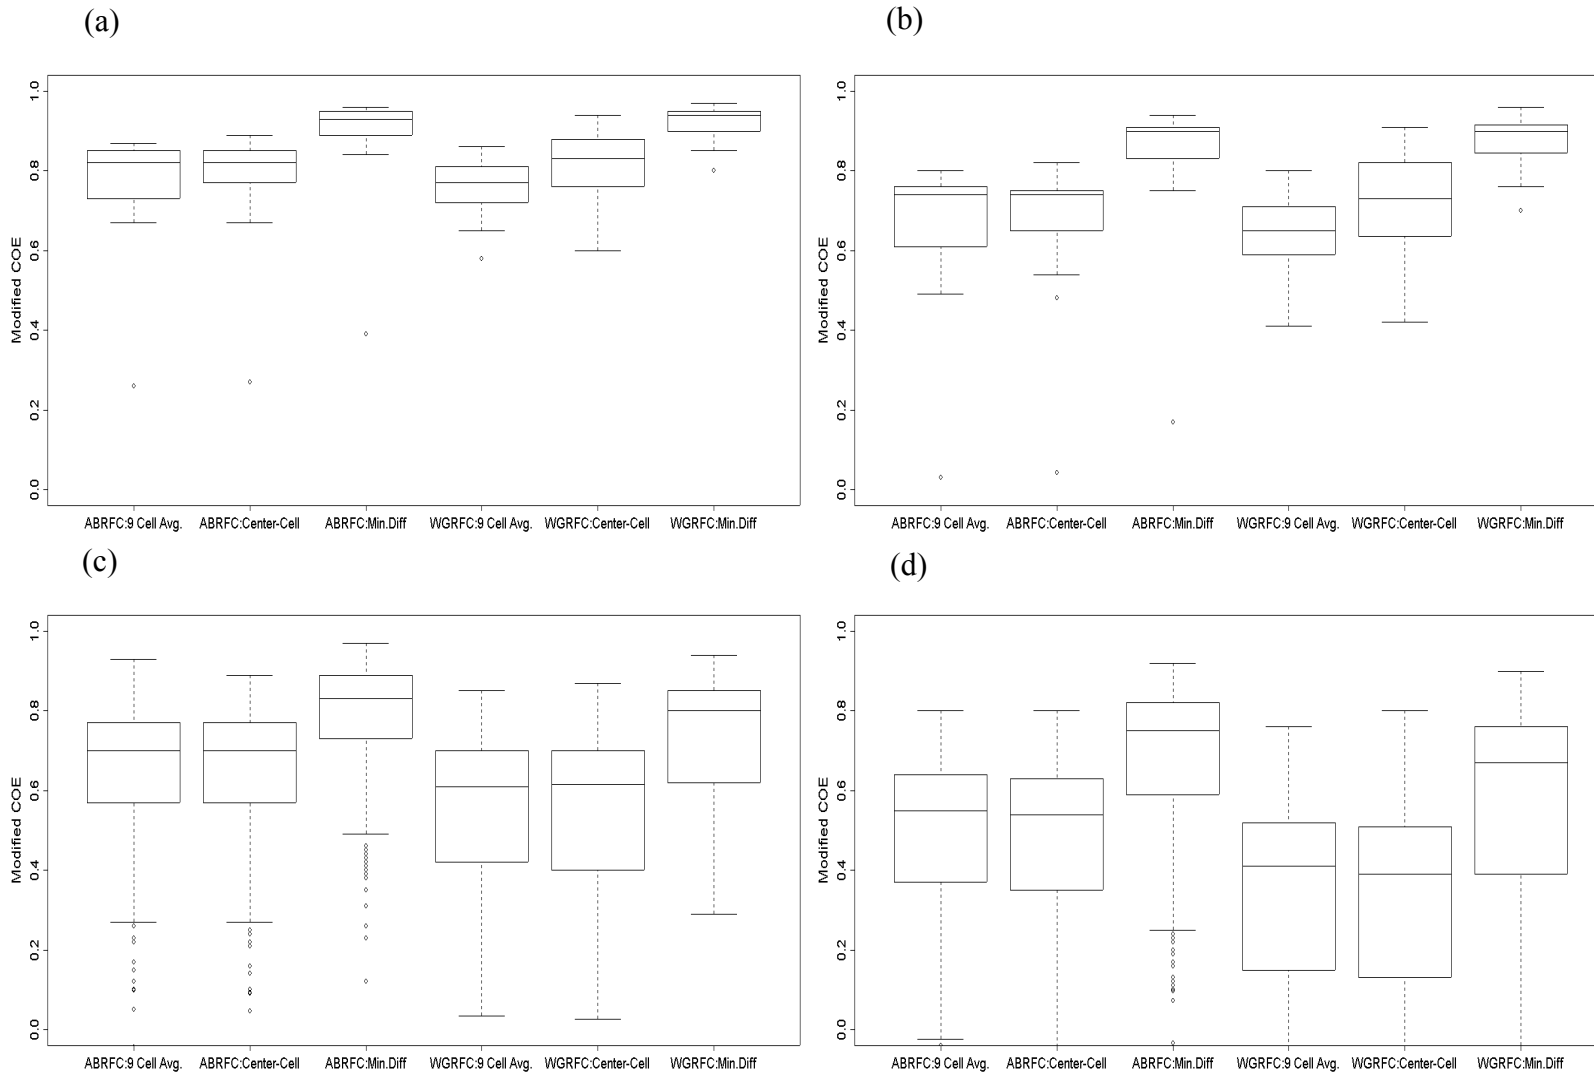 (a)
Modified COE
0.0 0.2 0.4 0.6 0.8 1.0
ABRFC:9 Cell Avg. ABRFC:Center-Cell ABRFC:Min.Diff WGRFC:9 Cell Avg. WGRFC:Center-Cell WGRFC:Min.Diff
(b)
Modified COE
0.0 0.2 0.4 0.6 0.8 1.0
ABRFC:9 Cell Avg. ABRFC:Center-Cell ABRFC:Min.Diff WGRFC:9 Cell Avg. WGRFC:Center-Cell WGRFC:Min.Diff
(c)
Modified COE
0.0 0.2 0.4 0.6 0.8 1.0
ABRFC:9 Cell Avg. ABRFC:Center-Cell ABRFC:Min.Diff WGRFC:9 Cell Avg. WGRFC:Center-Cell WGRFC:Min.Diff
(d)
Modified COE
0.0 0.2 0.4 0.6 0.8 1.0
ABRFC:9 Cell Avg. ABRFC:Center-Cell ABRFC:Min.Diff WGRFC:9 Cell Avg. WGRFC:Center-Cell WGRFC:Min.Diff